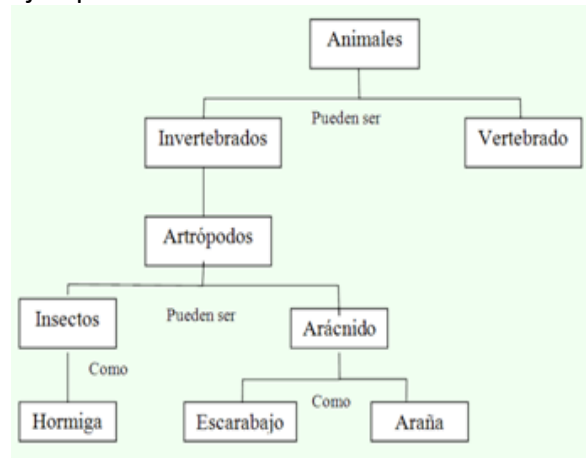 Animales
Pueden ser
Invertebrados
Vertebrado
Artrópodos
Insectos
Pueden ser
Arácnido
Como
Como
Hormiga
Escarabajo
Araña